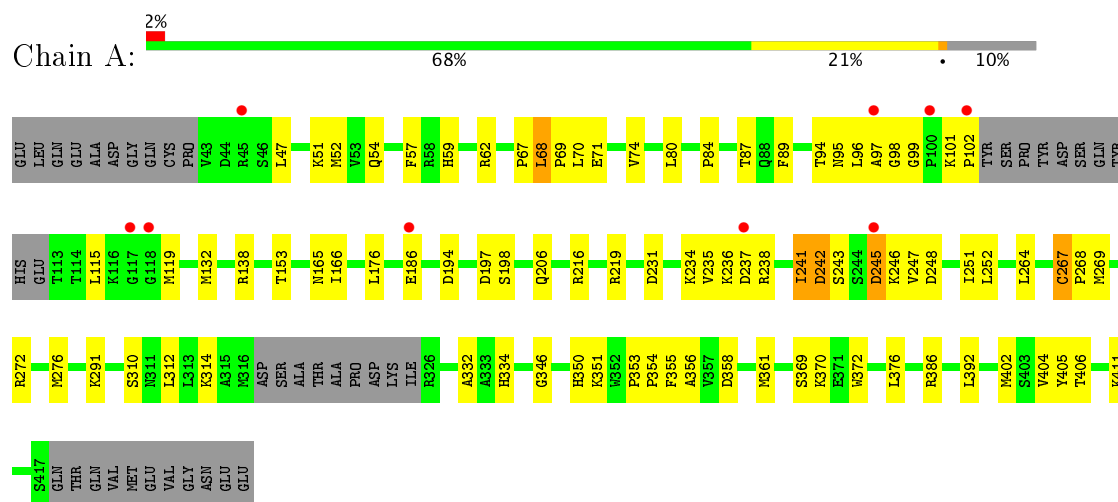 2%
Chain A:
68% 21% • 10%
GLU LEU GLN GLU ALA ASP GLY GLN CYS PRO V43 D44 R45 S46 L47 K51 M52 V53 Q54 F57 R58 H59 R62 P67 L68 P69 L70 E71 V74 L80 P84 T87 Q88 F89 T94 N95 L96 A97 G98 G99 P100 K101 P102 TYR SER PRO TYR ASP SER GLN TYR
HIS GLU T113 T114 L115 K116 G117 G118 M119 M132 R138 T153 N165 I166 L176 E186 D194 D197 S198 Q206 R216 R219 D231 K234 V235 K236 D237 R238 I241 D242 S243 S244 D245 K246 V247 D248 I251 L252 L264 C267 P268 M269
R272 M276 K291 S310 N311 L312 L313 K314 A315 M316 ASP SER ALA THR ALA PRO ASP LYS ILE R326 A332 A333 H334 G346 H350 K351 W352 P353 P354 F355 A356 V357 D358 M361 S369 K370 E371 W372 L376 R386 L392 M402 S403 V404 Y405 T406 K411
S417 GLN THR GLN VAL MET GLU VAL GLY ASN GLU GLU